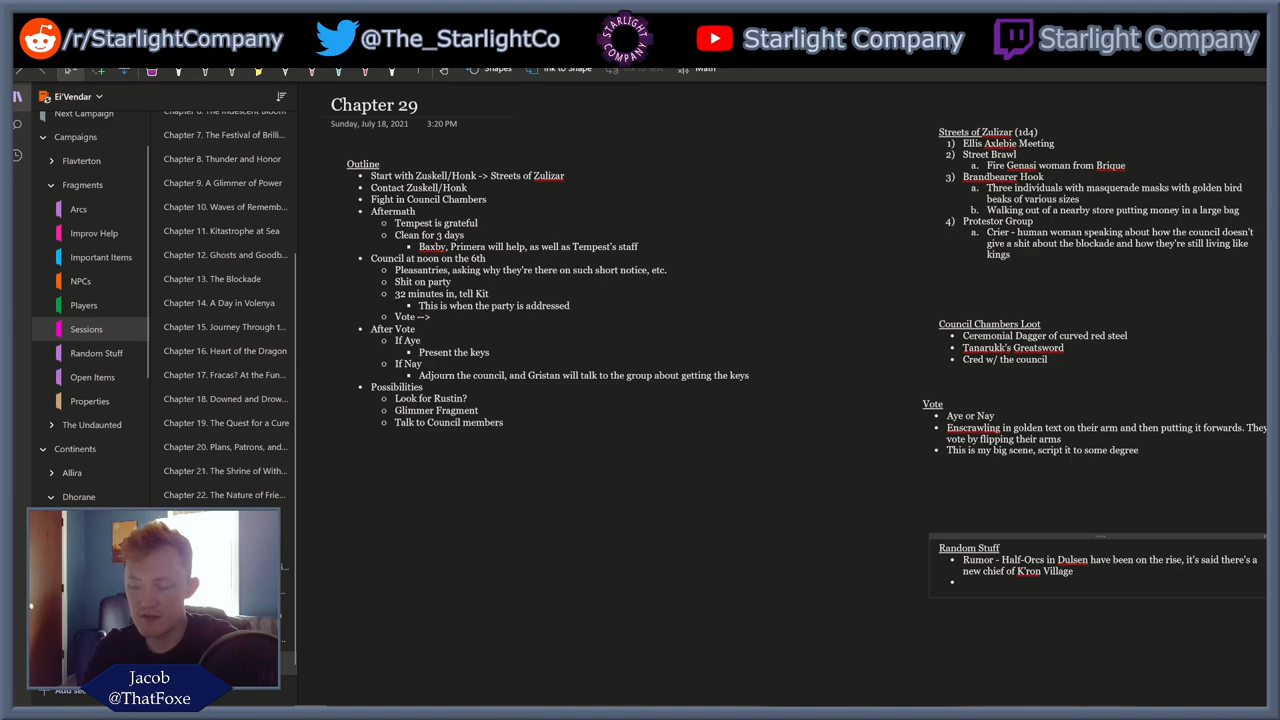 /r/StarlightCompany
@The_StarlightCo
STARLIGHT COMPANY
Starlight Company
Starlight Company
Shapes
Ink to Shape
Math
Ei'Vendar
Next Campaign
Campaigns
Flavterton
Fragments
Arcs
Improv Help
Important Items
NPCs
Players
Sessions
Random Stuff
Open Items
Properties
The Undaunted
Continents
Allira
Dhorane
Chapter 6. The Iridescent Bloom
Chapter 7. The Festival of Brilli...
Chapter 8. Thunder and Honor
Chapter 9. A Glimmer of Power
Chapter 10. Waves of Rememb...
Chapter 11. Kitastrophe at Sea
Chapter 12. Ghosts and Goodb...
Chapter 13. The Blockade
Chapter 14. A Day in Volenya
Chapter 15. Journey Through t...
Chapter 16. Heart of the Dragon
Chapter 17. Fracas? At the Fun...
Chapter 18. Downed and Drow...
Chapter 19. The Quest for a Cure
Chapter 20. Plans, Patrons, and...
Chapter 21. The Shrine of With...
Chapter 22. The Nature of Frie...
Chapter 29
Sunday, July 18, 2021 3:20 PM
Outline
• Start with Zuskell/Honk -> Streets of Zulizar
• Contact Zuskell/Honk
• Fight in Council Chambers
• Aftermath
○ Tempest is grateful
○ Clean for 3 days
▪ Baxby, Primera will help, as well as Tempest's staff
• Council at noon on the 6th
○ Pleasantries, asking why they're there on such short notice, etc.
○ Shit on party
○ 32 minutes in, tell Kit
▪ This is when the party is addressed
○ Vote -->
• After Vote
○ If Aye
▪ Present the keys
○ If Nay
▪ Adjourn the council, and Gristan will talk to the group about getting the keys
• Possibilities
○ Look for Rustin?
○ Glimmer Fragment
○ Talk to Council members
Streets of Zulizar (1d4)
1) Ellis Axlebie Meeting
2) Street Brawl
a. Fire Genasi woman from Brique
3) Brandbearer Hook
a. Three individuals with masquerade masks with golden bird
beaks of various sizes
b. Walking out of a nearby store putting money in a large bag
4) Protestor Group
a. Crier - human woman speaking about how the council doesn't
give a shit about the blockade and how they're still living like
kings
Council Chambers Loot
• Ceremonial Dagger of curved red steel
• Tanarukk's Greatsword
• Cred w/ the council
Vote
• Aye or Nay
• Enscrawling in golden text on their arm and then putting it forwards. They
vote by flipping their arms
• This is my big scene, script it to some degree
Random Stuff
• Rumor - Half-Orcs in Dulsen have been on the rise, it's said there's a
new chief of K'ron Village
•
Jacob
@ThatFoxe